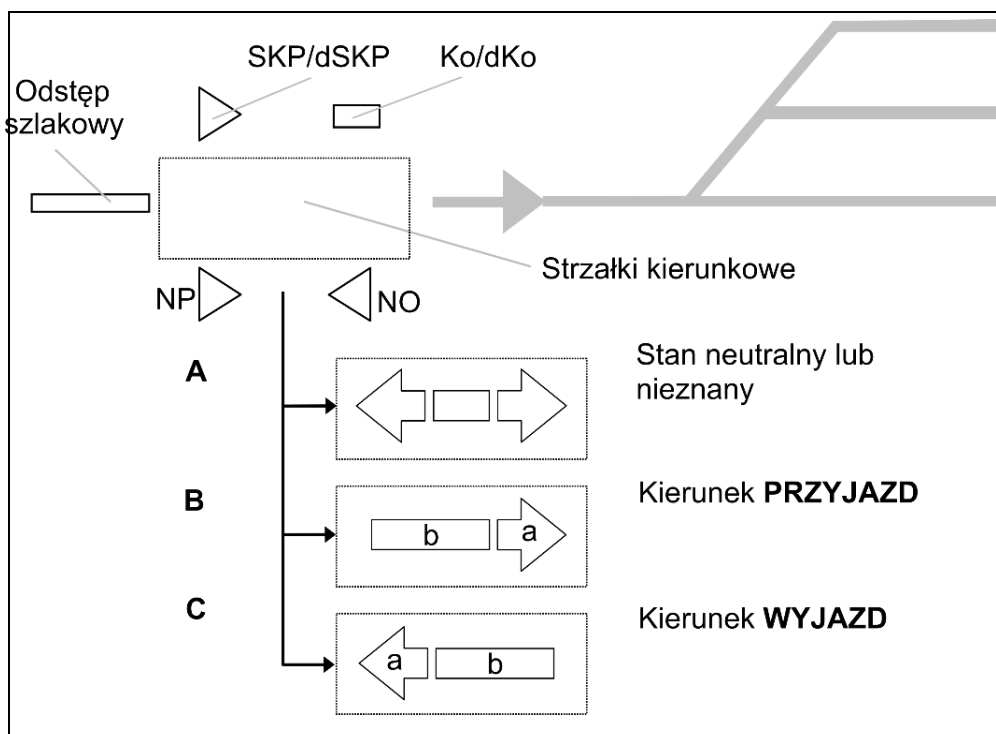 SKP/dSKP
Ko/dKo
Odstęp
szlakowy
Strzałki kierunkowe
NP
NO
A
Stan neutralny lub
nieznany
B
Kierunek PRZYJAZD
b
a
C
Kierunek WYJAZD
a
b